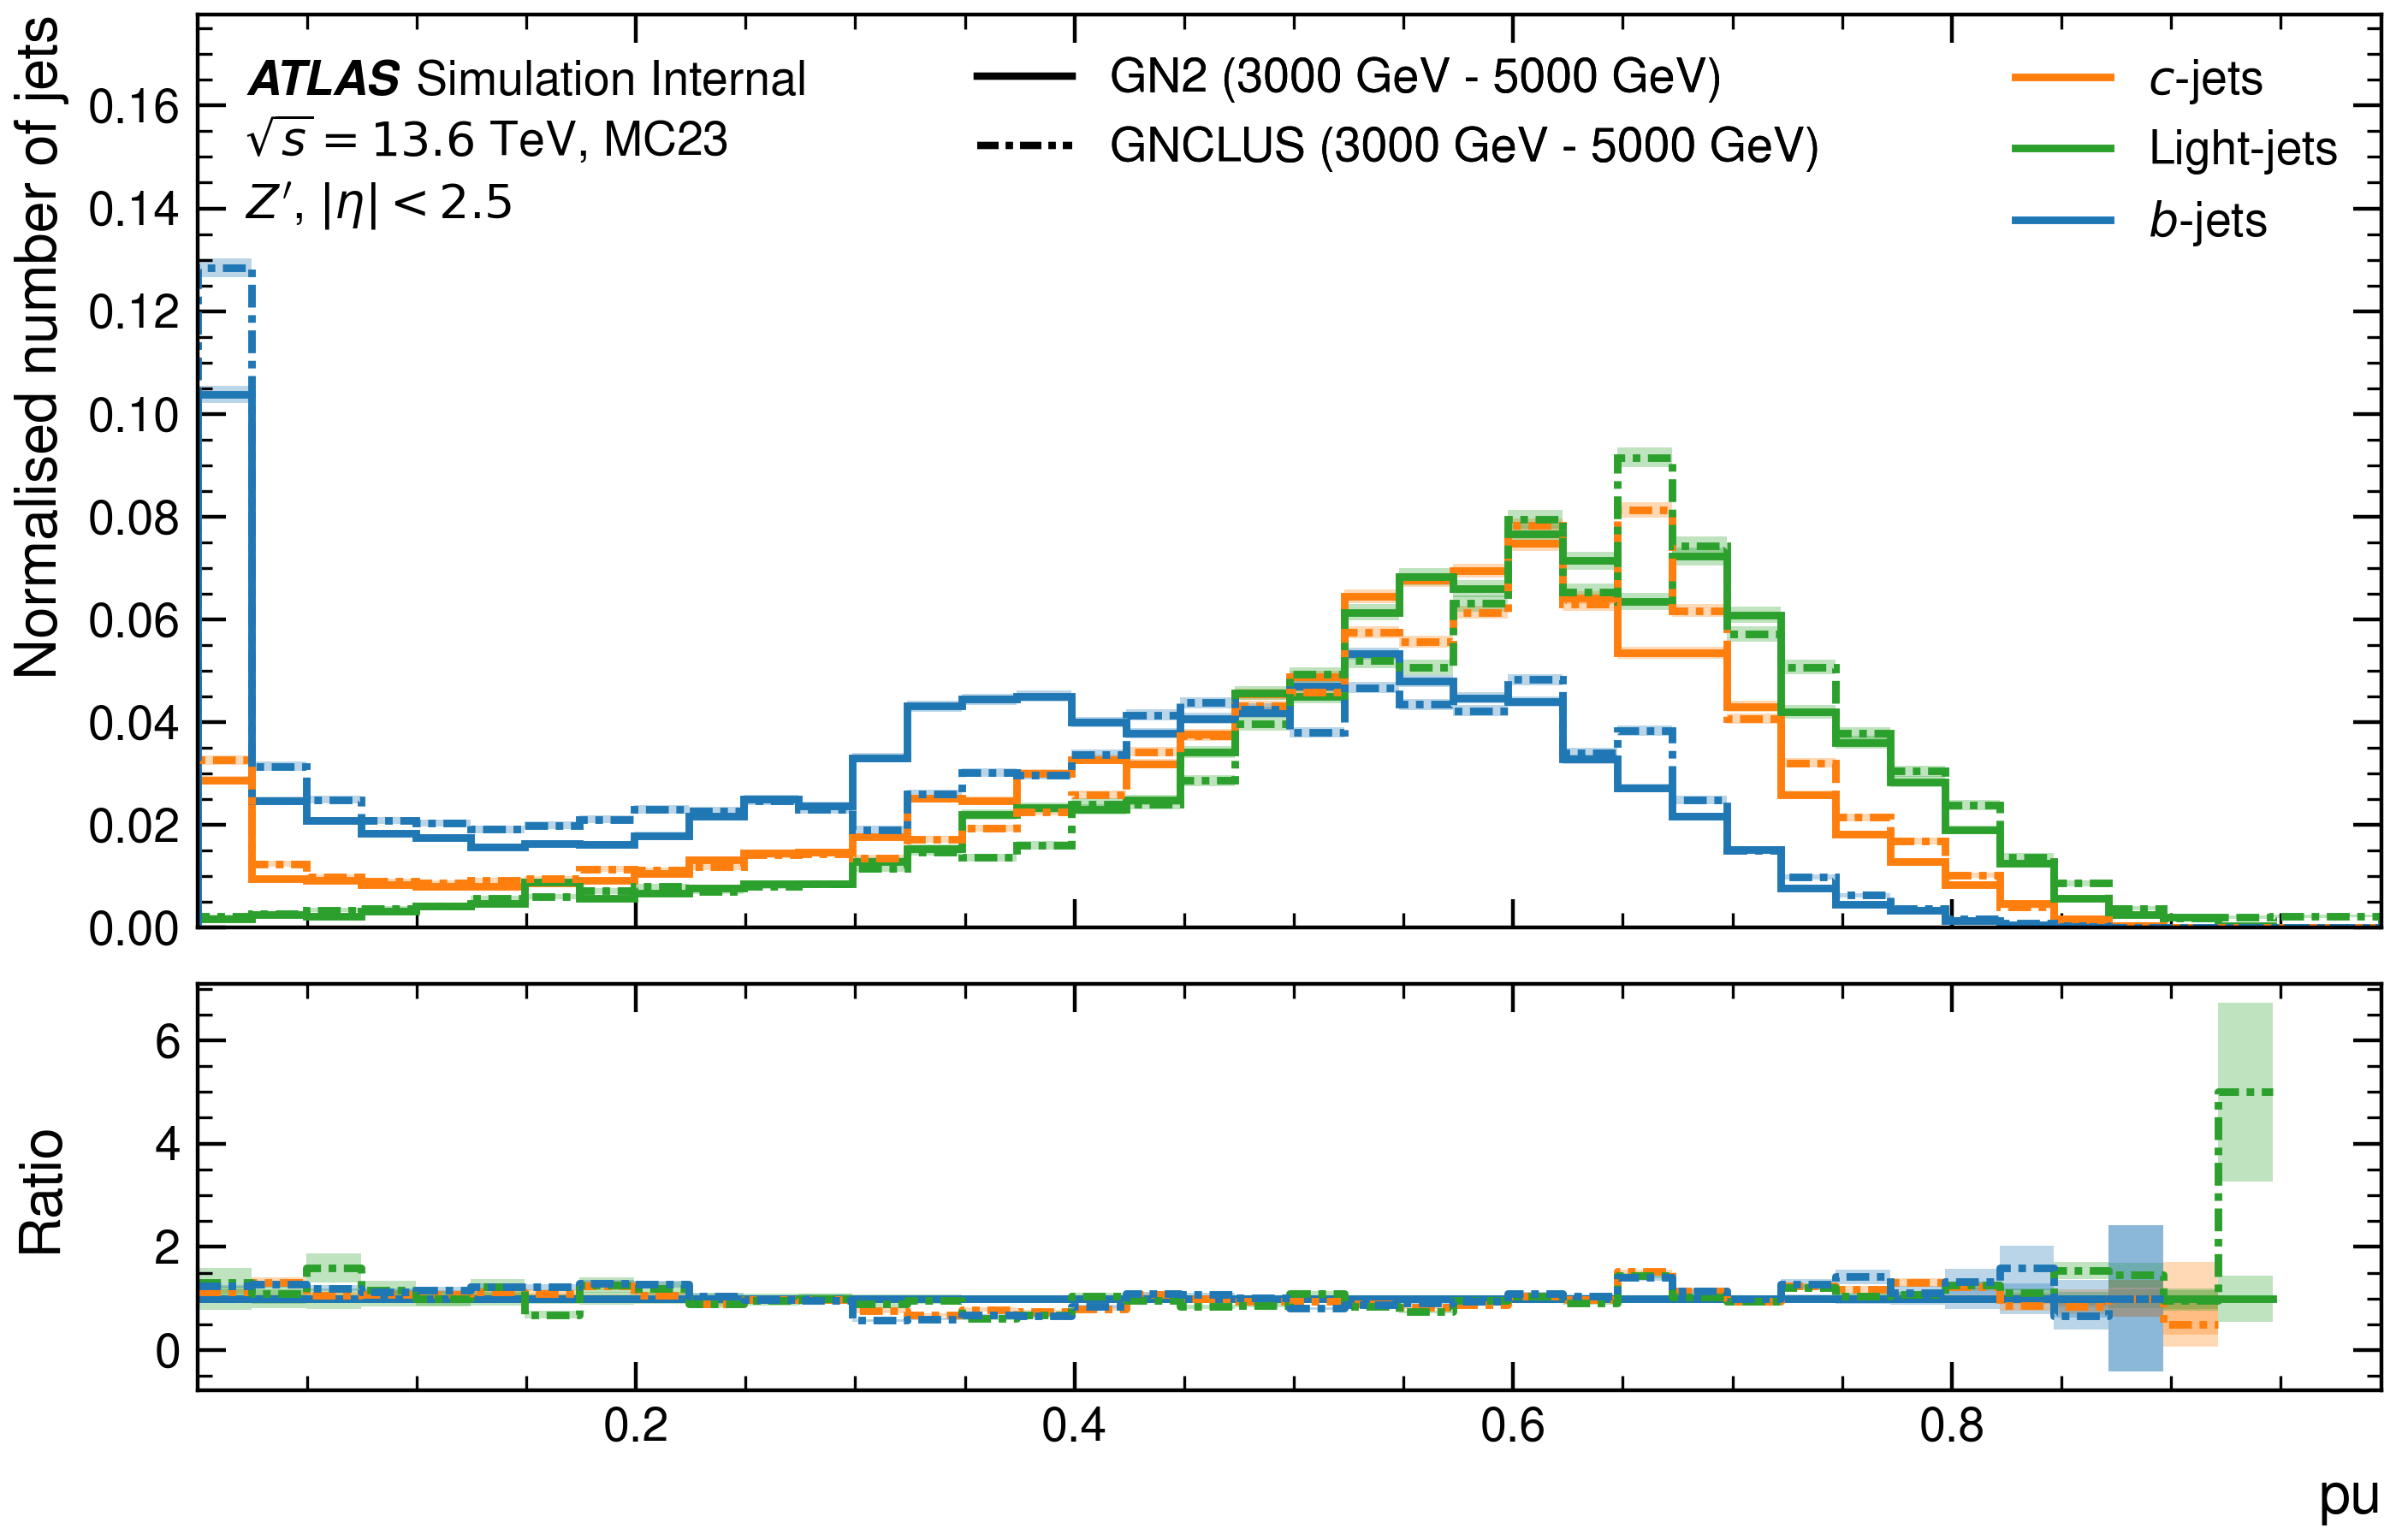 ATLAS Simulation Internal
√s = 13.6 TeV, MC23
Z′, |η| < 2.5
GN2 (3000 GeV - 5000 GeV)
GNCLUS (3000 GeV - 5000 GeV)
c-jets
Light-jets
b-jets
Normalised number of jets
0.16
0.14
0.12
0.10
0.08
0.06
0.04
0.02
0.00
Ratio
6
4
2
0
0.2 0.4 0.6 0.8
pu